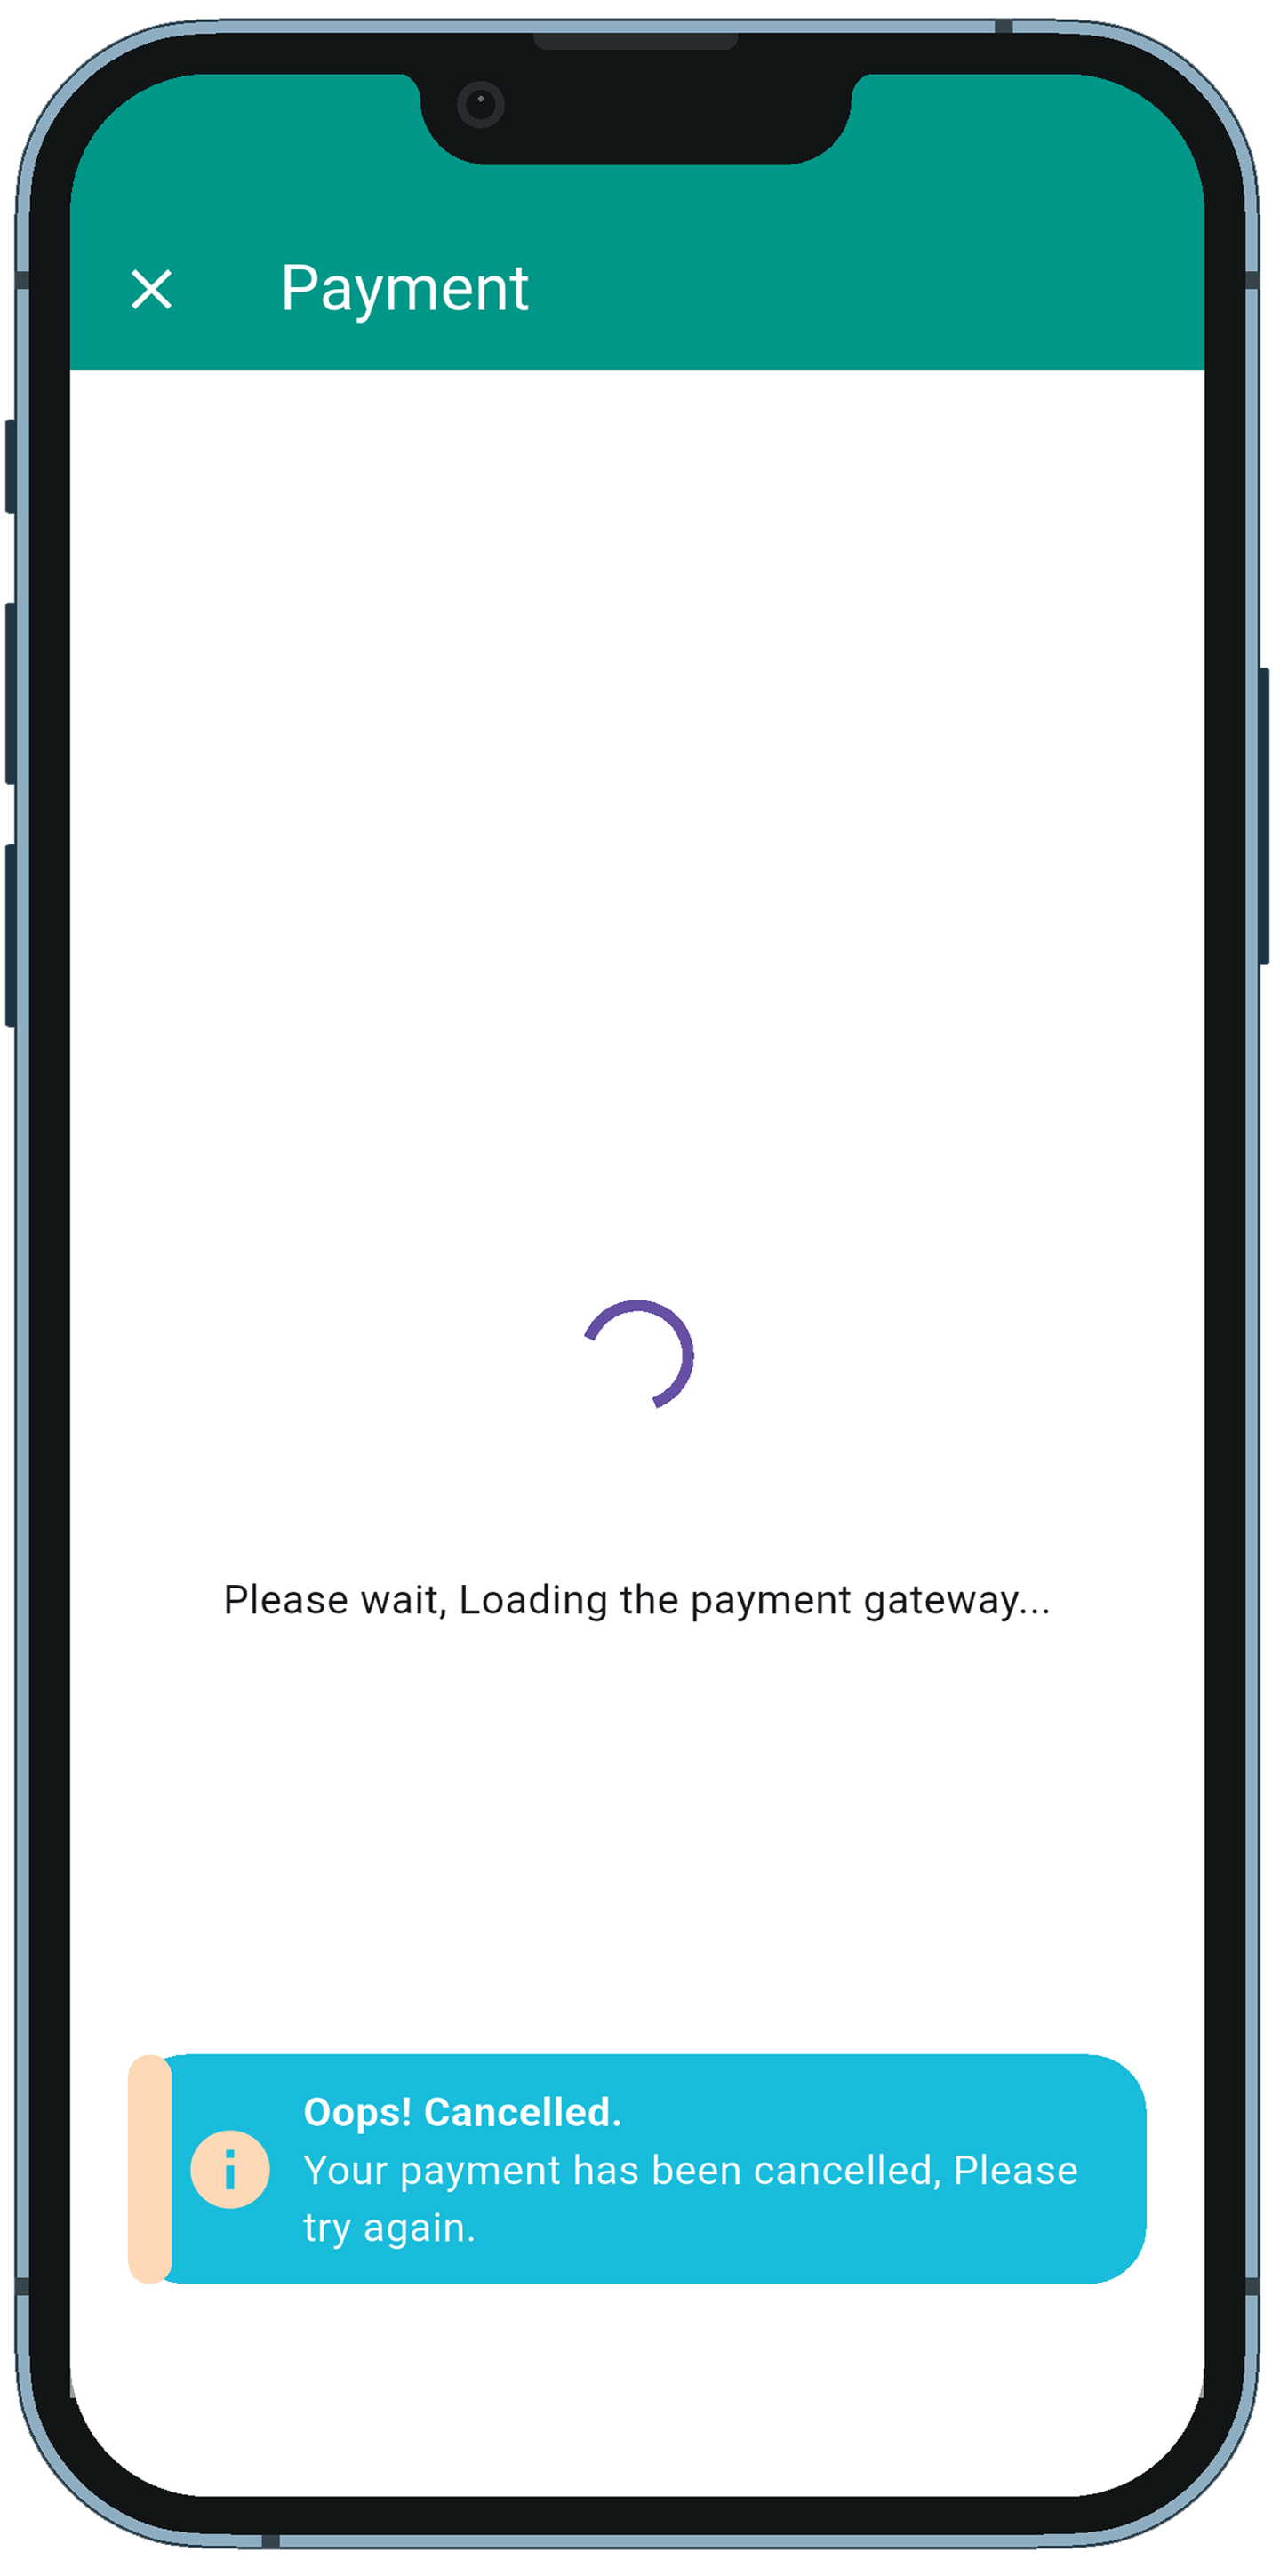 Payment
Please wait, Loading the payment gateway...
Oops! Cancelled.
Your payment has been cancelled, Please
try again.